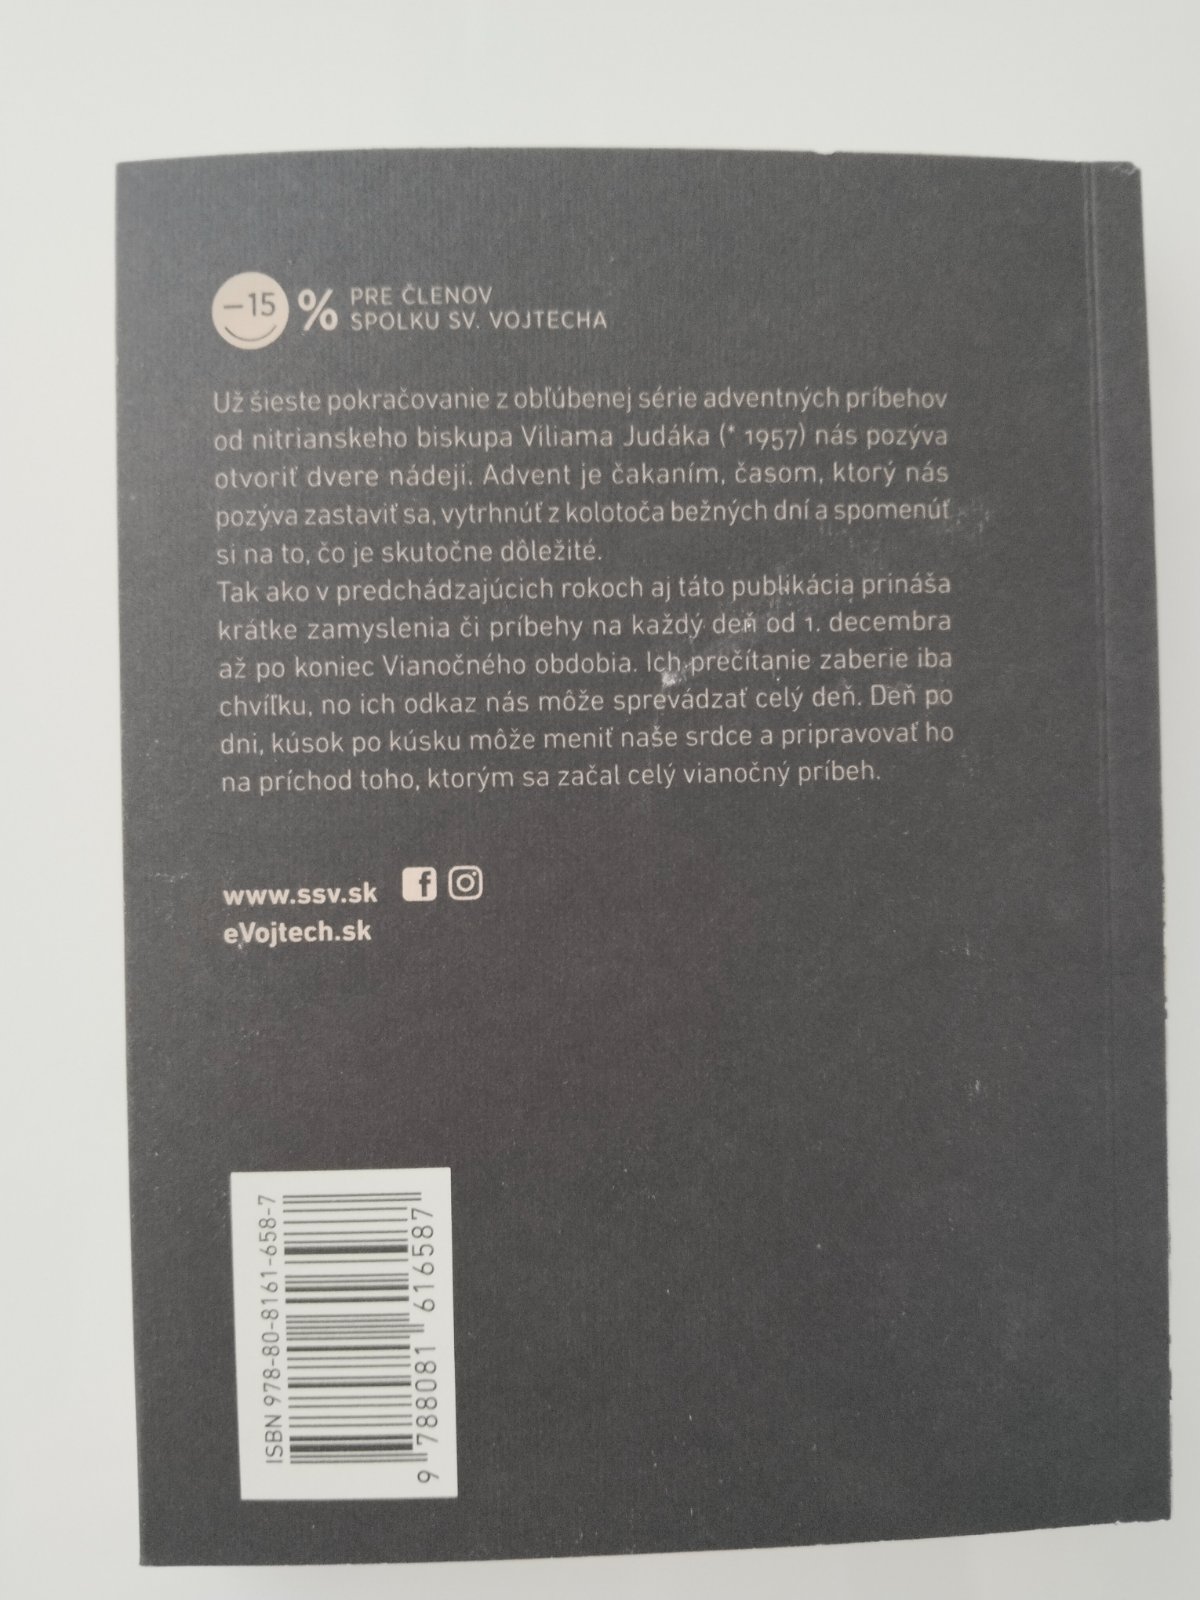 −15 % PRE ČLENOV
SPOLKU SV. VOJTECHA
Už šieste pokračovanie z obľúbenej série adventných príbehov
od nitrianskeho biskupa Viliama Judáka (* 1957) nás pozýva
otvoriť dvere nádeji. Advent je čakaním, časom, ktorý nás
pozýva zastaviť sa, vytrhnúť z kolotoča bežných dní a spomenúť
si na to, čo je skutočne dôležité.
Tak ako v predchádzajúcich rokoch aj táto publikácia prináša
krátke zamyslenia či príbehy na každý deň od 1. decembra
až po koniec Vianočného obdobia. Ich prečítanie zaberie iba
chvíľku, no ich odkaz nás môže sprevádzať celý deň. Deň po
dni, kúsok po kúsku môže meniť naše srdce a pripravovať ho
na príchod toho, ktorým sa začal celý vianočný príbeh.
www.ssv.sk
eVojtech.sk
ISBN 978-80-8161-658-7
9 788081 616587